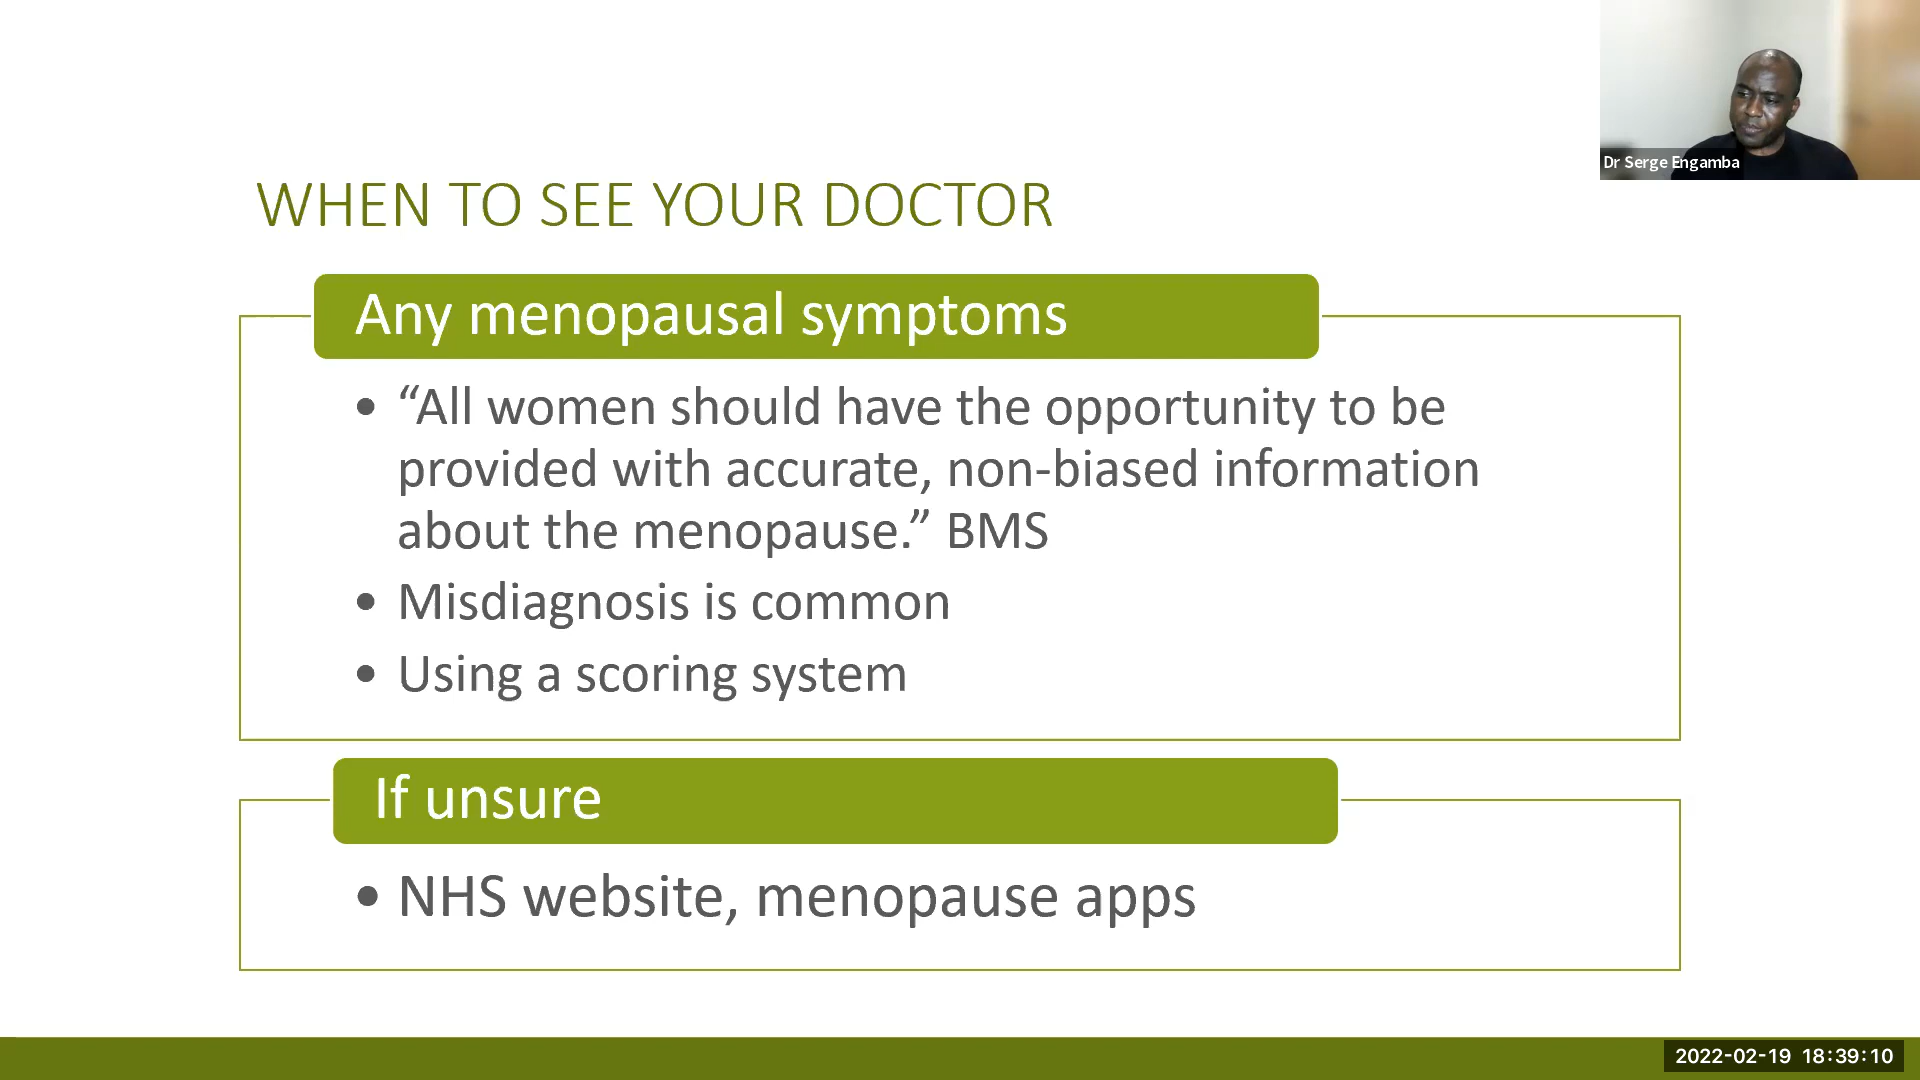 Dr Serge Engamba
WHEN TO SEE YOUR DOCTOR
Any menopausal symptoms
• “All women should have the opportunity to be
provided with accurate, non-biased information
about the menopause.” BMS
• Misdiagnosis is common
• Using a scoring system
If unsure
• NHS website, menopause apps
2022-02-19 18:39:10